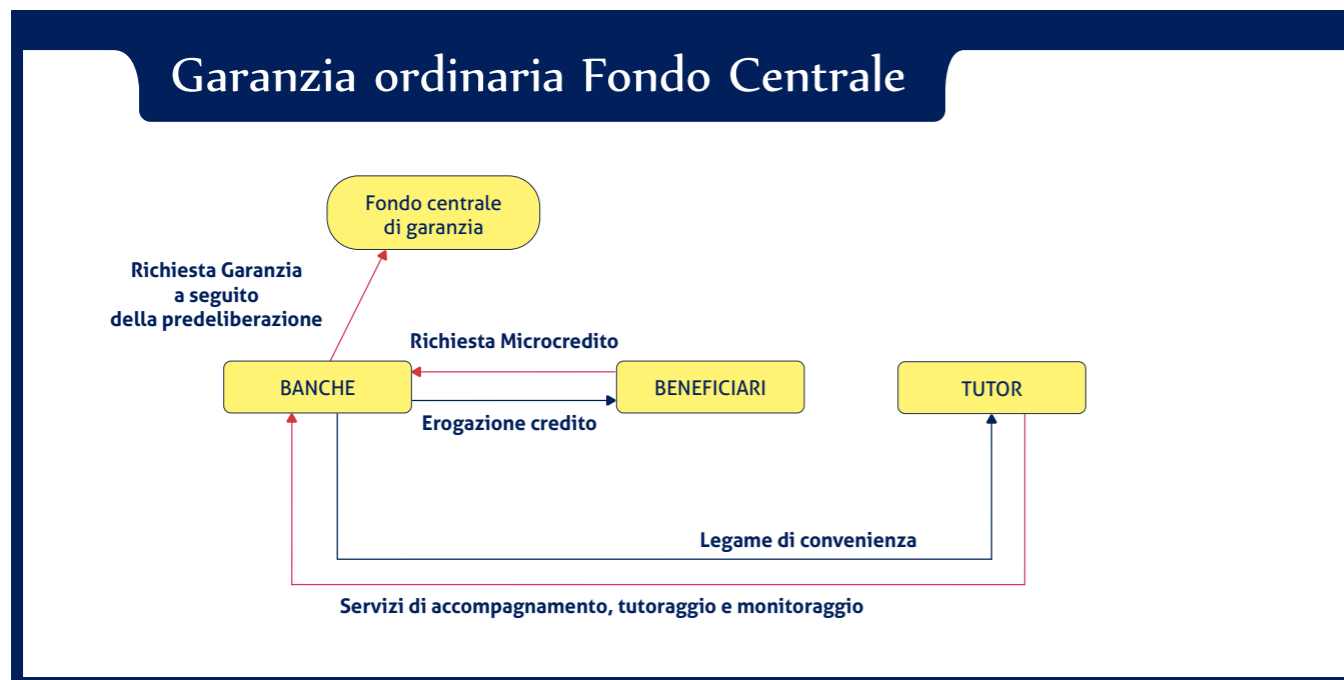 Garanzia ordinaria Fondo Centrale
Fondo centrale
di garanzia
Richiesta Garanzia
a seguito
della predeliberazione
Richiesta Microcredito
BANCHE
BENEFICIARI
TUTOR
Erogazione credito
Legame di convenienza
Servizi di accompagnamento, tutoraggio e monitoraggio